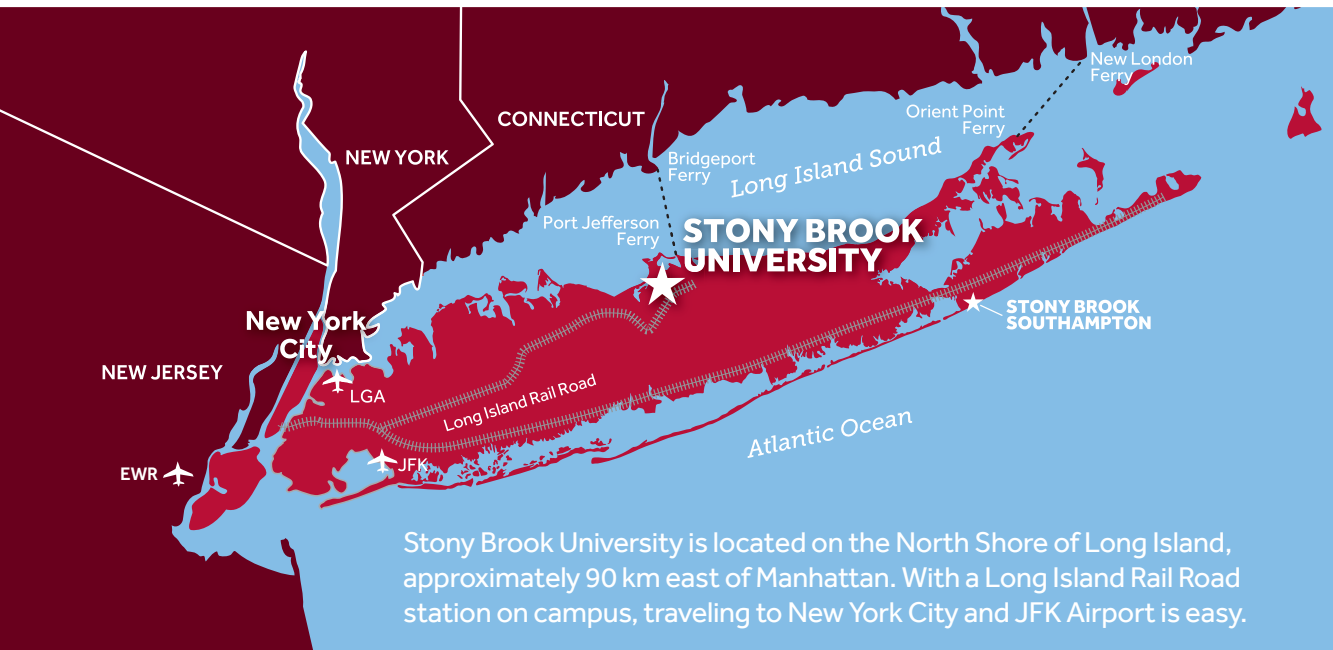 New London
Ferry
Orient Point
Ferry
CONNECTICUT
NEW YORK
Bridgeport
Ferry
Long Island Sound
Port Jefferson
Ferry
STONY BROOK
UNIVERSITY
STONY BROOK
SOUTHAMPTON
New York
City
NEW JERSEY
LGA
Long Island Rail Road
Atlantic Ocean
EWR
JFK
Stony Brook University is located on the North Shore of Long Island,
approximately 90 km east of Manhattan. With a Long Island Rail Road
station on campus, traveling to New York City and JFK Airport is easy.